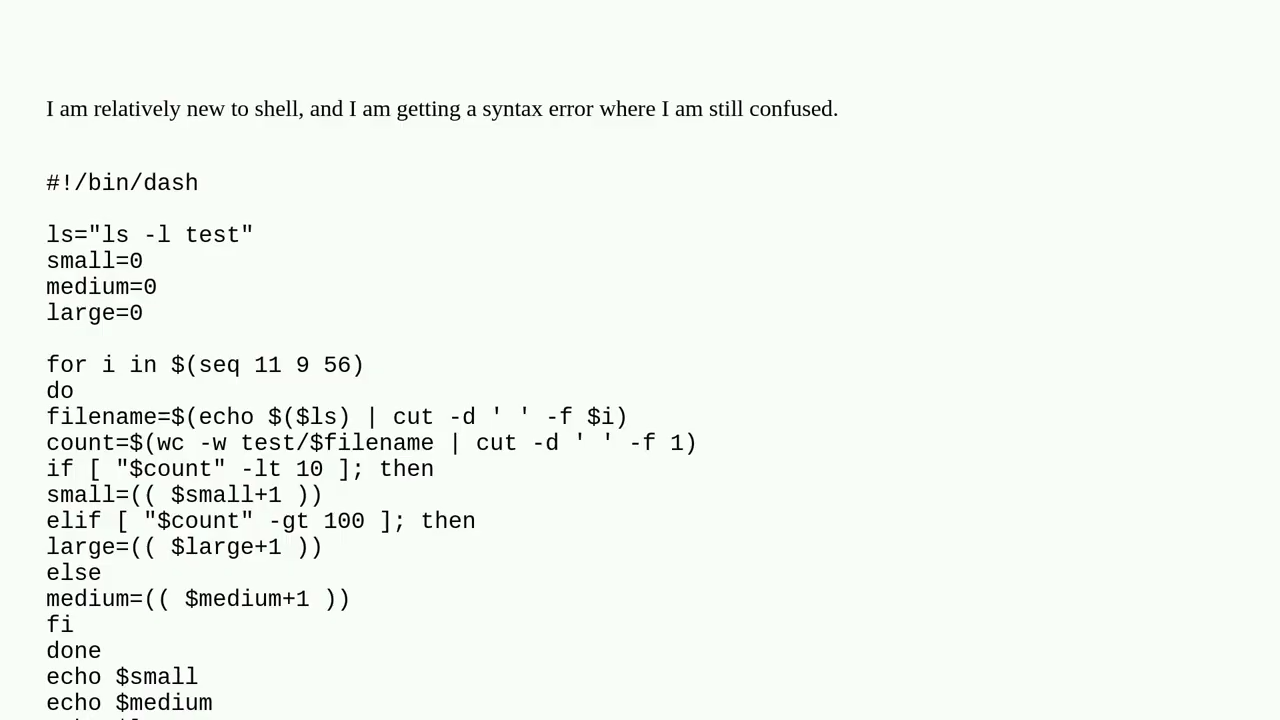 I am relatively new to shell, and I am getting a syntax error where I am still confused.
#!/bin/dash
ls="ls -l test"
small=0
medium=0
large=0
for i in $(seq 11 9 56)
do
filename=$(echo $($ls) | cut -d ' ' -f $i)
count=$(wc -w test/$filename | cut -d ' ' -f 1)
if [ "$count" -lt 10 ]; then
small=(( $small+1 ))
elif [ "$count" -gt 100 ]; then
large=(( $large+1 ))
else
medium=(( $medium+1 ))
fi
done
echo $small
echo $medium